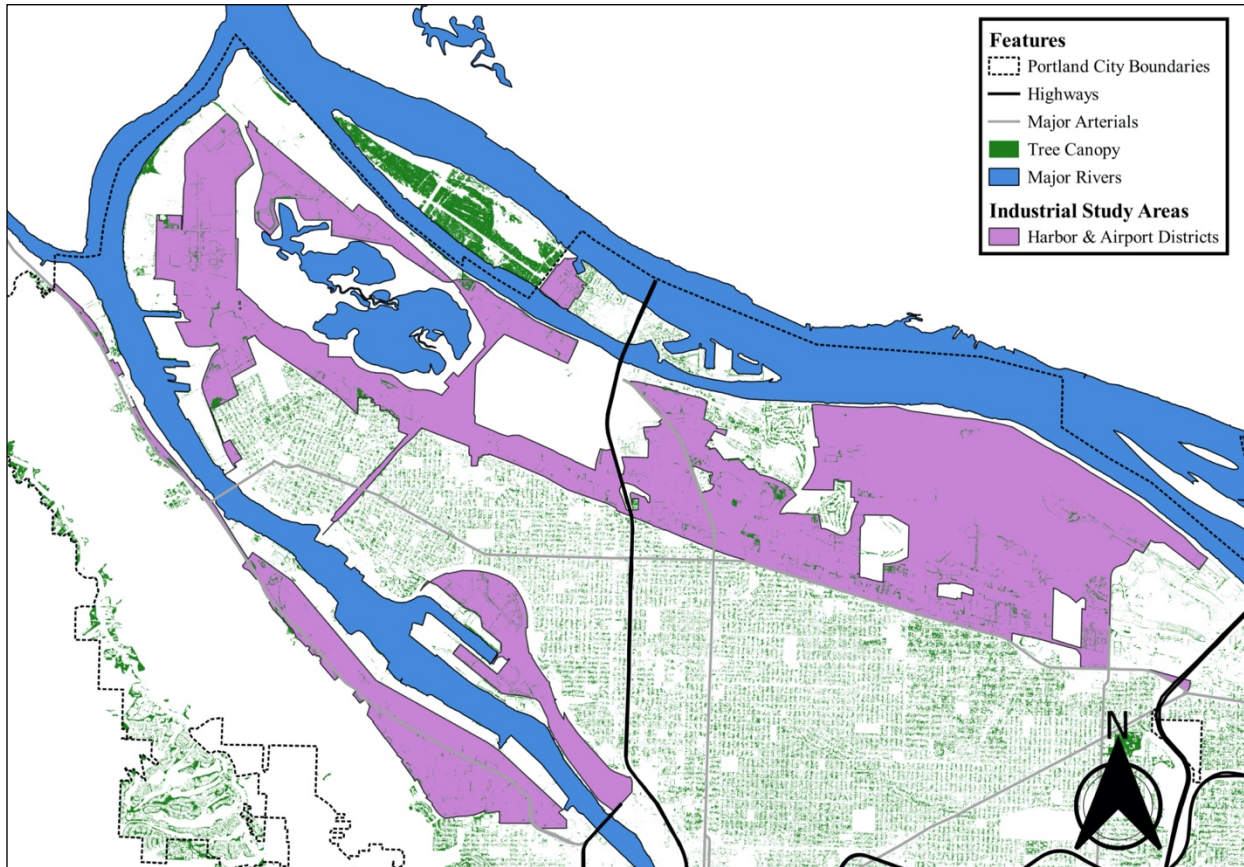 Features
Portland City Boundaries
Highways
Major Arterials
Tree Canopy
Major Rivers
Industrial Study Areas
Harbor & Airport Districts
N